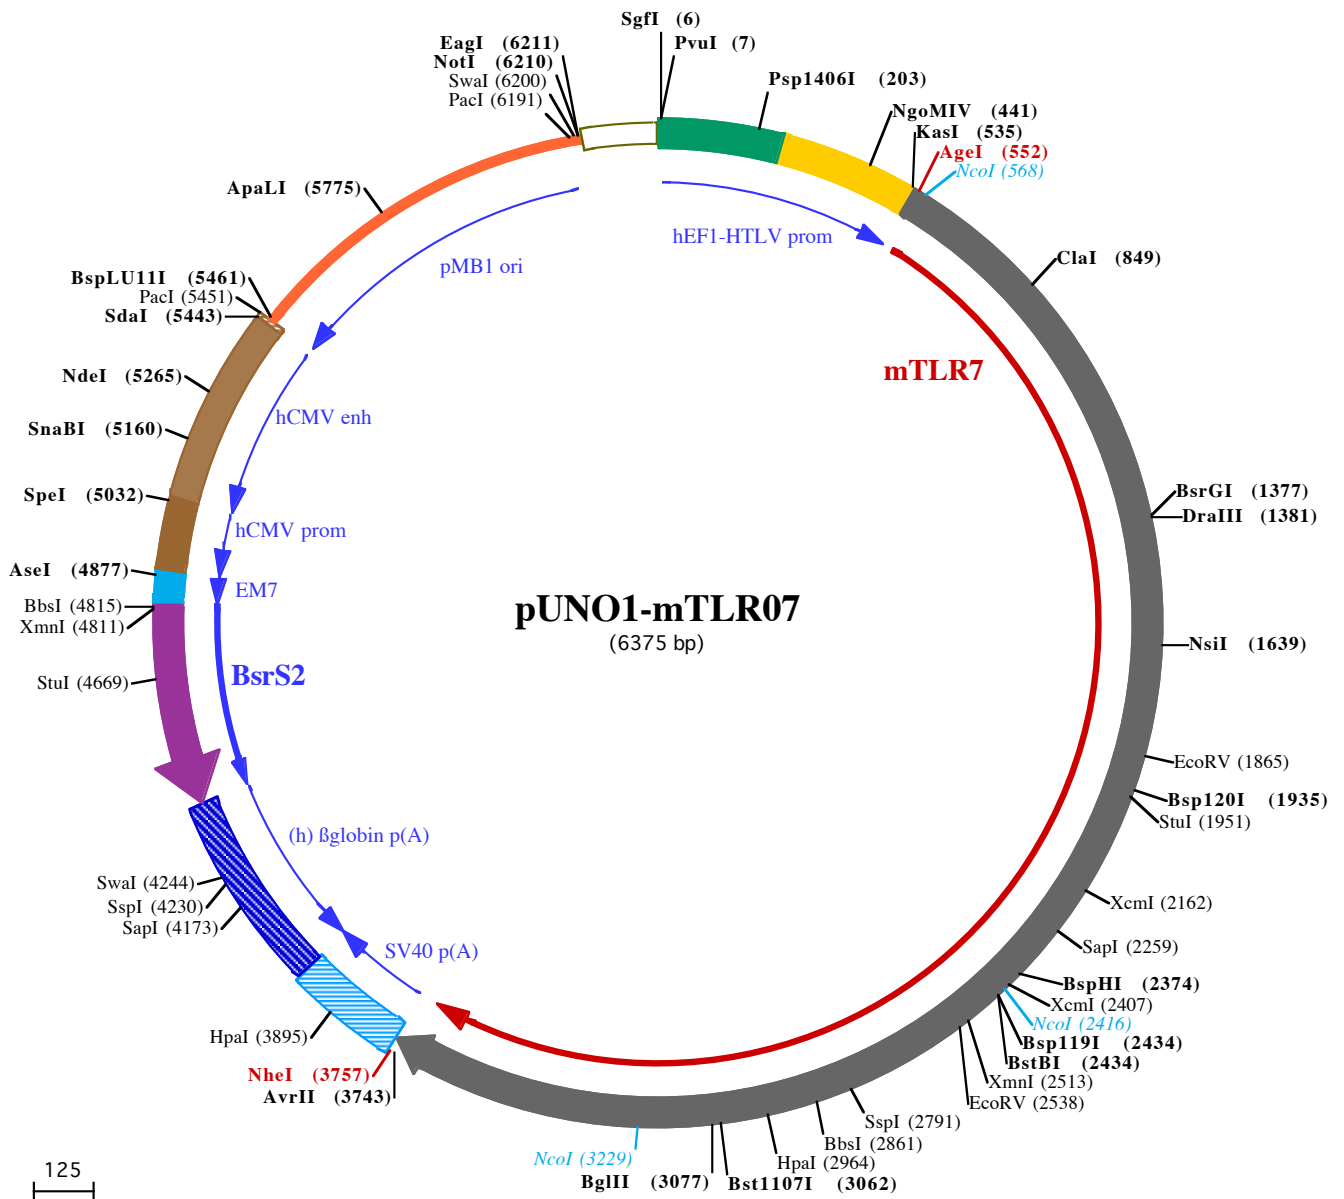 SgfI (6)
PvuI (7)
Psp1406I (203)
NgoMIV (441)
KasI (535)
AgeI (552)
NcoI (568)
ClaI (849)
BsrGI (1377)
DraIII (1381)
NsiI (1639)
EcoRV (1865)
Bsp120I (1935)
StuI (1951)
XcmI (2162)
SapI (2259)
BspHI (2374)
XcmI (2407)
NcoI (2416)
Bsp119I (2434)
BstBI (2434)
XmnI (2513)
EcoRV (2538)
SspI (2791)
BbsI (2861)
HpaI (2964)
Bst1107I (3062)
BglII (3077)
NcoI (3229)
AvrII (3743)
NheI (3757)
HpaI (3895)
SapI (4173)
SspI (4230)
SwaI (4244)
StuI (4669)
XmnI (4811)
BbsI (4815)
AseI (4877)
SpeI (5032)
SnaBI (5160)
NdeI (5265)
SdaI (5443)
PacI (5451)
BspLU11I (5461)
ApaLI (5775)
PacI (6191)
SwaI (6200)
NotI (6210)
EagI (6211)
hEF1-HTLV prom
mTLR7
SV40 p(A)
(h) ßglobin p(A)
BsrS2
EM7
hCMV prom
hCMV enh
pMB1 ori
pUNO1-mTLR07
(6375 bp)
125